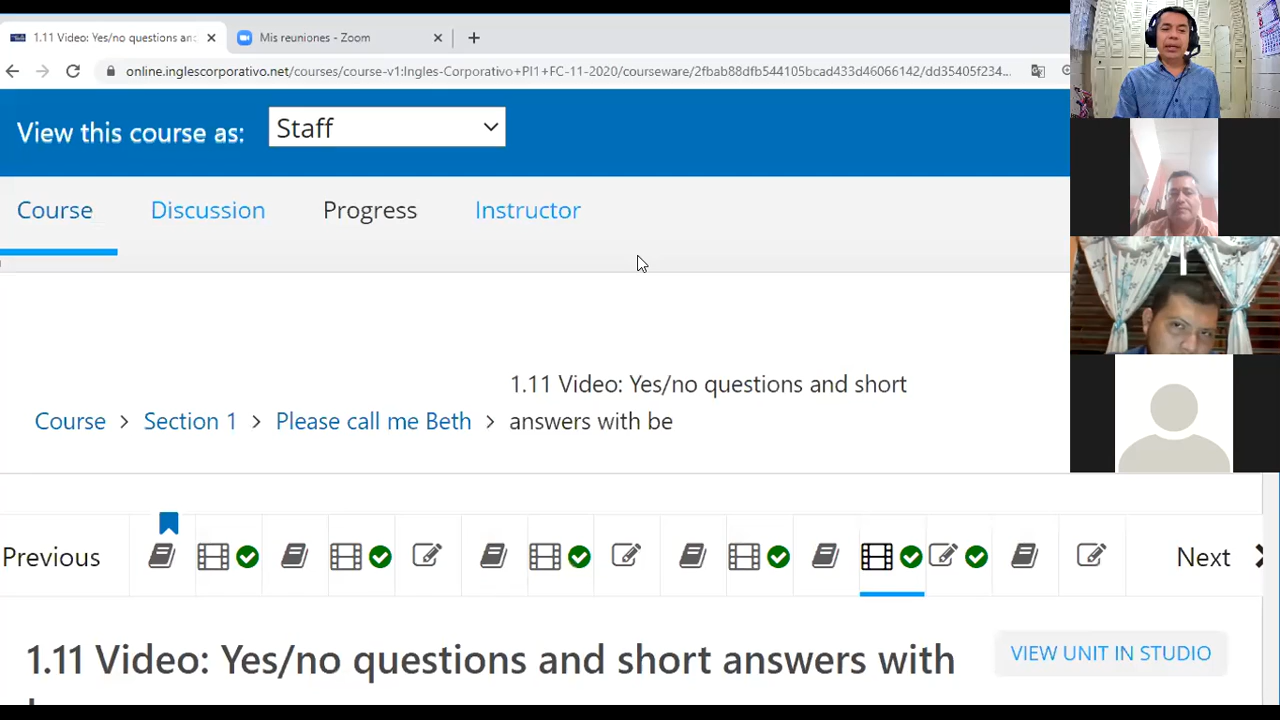 1.11 Video: Yes/no questions an
Mis reuniones - Zoom
online.inglescorporativo.net/courses/course-v1:Ingles-Corporativo+PI1+FC-11-2020/courseware/2fbab88dfb544105bcad433d46066142/dd35405f234...
View this course as: Staff
Course Discussion Progress Instructor
1.11 Video: Yes/no questions and short
Course > Section 1 > Please call me Beth > answers with be
Previous Next
1.11 Video: Yes/no questions and short answers with
VIEW UNIT IN STUDIO